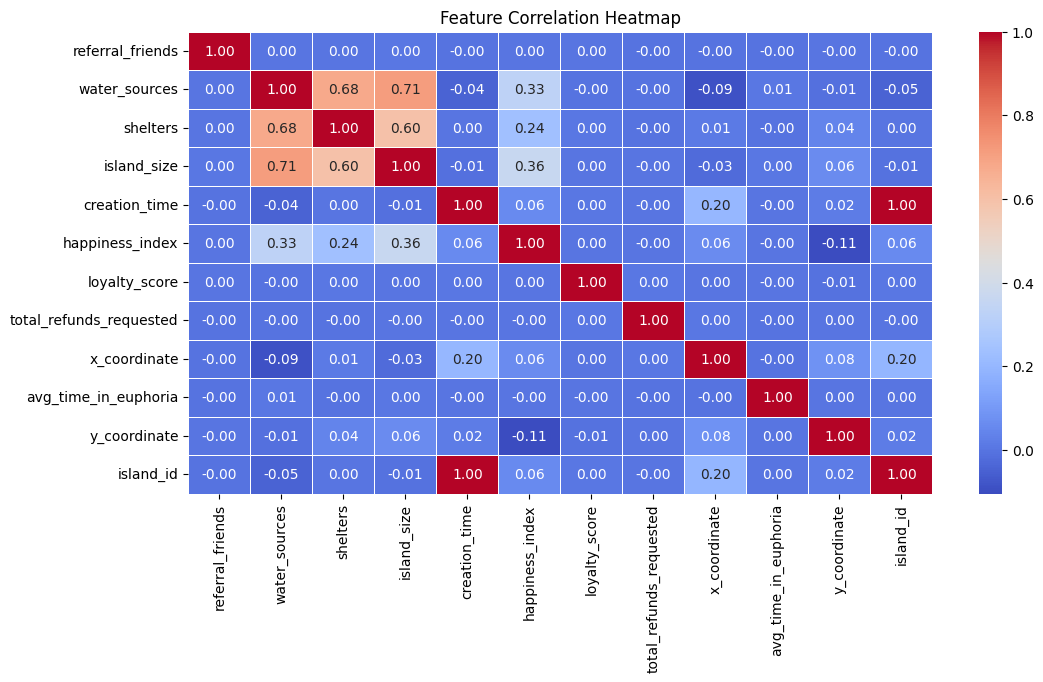 Feature Correlation Heatmap
referral_friends 1.00 0.00 0.00 0.00 -0.00 0.00 0.00 -0.00 -0.00 -0.00 -0.00 -0.00
water_sources 0.00 1.00 0.68 0.71 -0.04 0.33 -0.00 -0.00 -0.09 0.01 -0.01 -0.05
shelters 0.00 0.68 1.00 0.60 0.00 0.24 0.00 -0.00 0.01 -0.00 0.04 0.00
island_size 0.00 0.71 0.60 1.00 -0.01 0.36 0.00 -0.00 -0.03 0.00 0.06 -0.01
creation_time -0.00 -0.04 0.00 -0.01 1.00 0.06 0.00 -0.00 0.20 -0.00 0.02 1.00
happiness_index 0.00 0.33 0.24 0.36 0.06 1.00 0.00 -0.00 0.06 -0.00 -0.11 0.06
loyalty_score 0.00 -0.00 0.00 0.00 0.00 0.00 1.00 0.00 0.00 -0.00 -0.01 0.00
total_refunds_requested -0.00 -0.00 -0.00 -0.00 -0.00 -0.00 0.00 1.00 0.00 -0.00 0.00 -0.00
x_coordinate -0.00 -0.09 0.01 -0.03 0.20 0.06 0.00 0.00 1.00 -0.00 0.08 0.20
avg_time_in_euphoria -0.00 0.01 -0.00 0.00 -0.00 -0.00 -0.00 -0.00 -0.00 1.00 0.00 0.00
y_coordinate -0.00 -0.01 0.04 0.06 0.02 -0.11 -0.01 0.00 0.08 0.00 1.00 0.02
island_id -0.00 -0.05 0.00 -0.01 1.00 0.06 0.00 -0.00 0.20 0.00 0.02 1.00
referral_friends
water_sources
shelters
island_size
creation_time
happiness_index
loyalty_score
total_refunds_requested
x_coordinate
avg_time_in_euphoria
y_coordinate
island_id
1.0
0.8
0.6
0.4
0.2
0.0